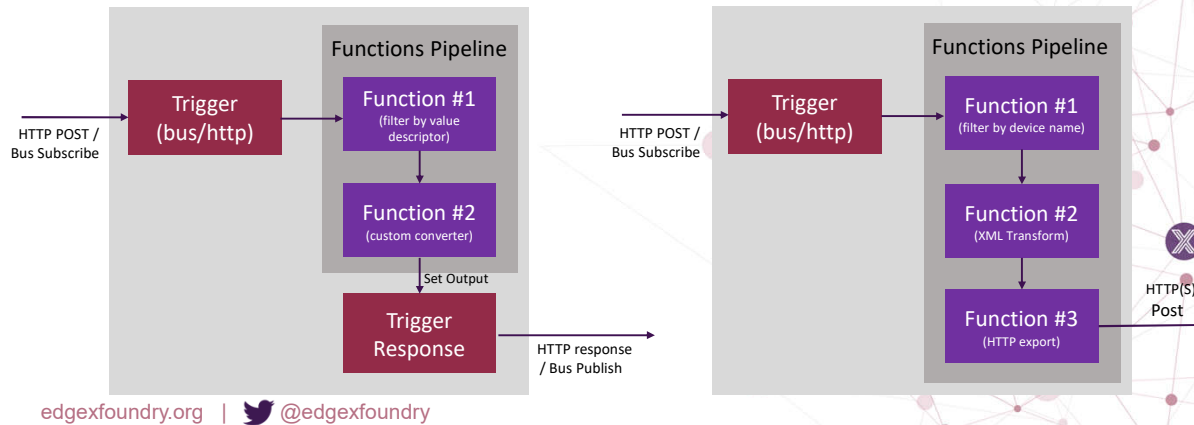 Functions Pipeline
Trigger
(bus/http)
HTTP POST /
Bus Subscribe
Function #1
(filter by value
descriptor)
Function #2
(custom converter)
Set Output
Trigger
Response
HTTP response
/ Bus Publish
Functions Pipeline
Trigger
(bus/http)
HTTP POST /
Bus Subscribe
Function #1
(filter by device name)
Function #2
(XML Transform)
Function #3
(HTTP export)
HTTP(S)
Post
edgexfoundry.org | @edgexfoundry